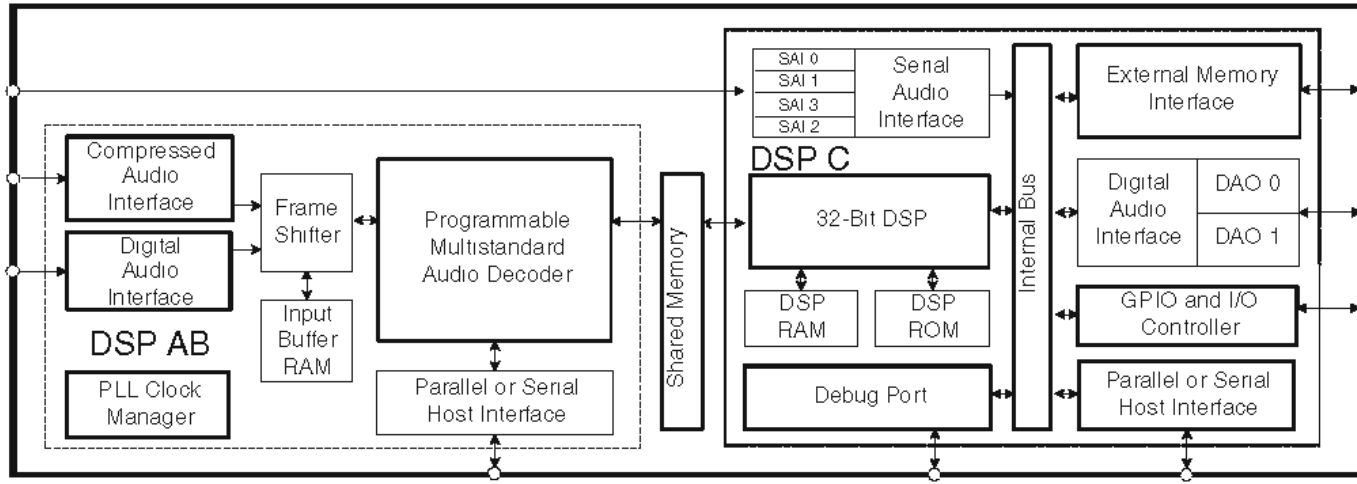 SAI 0
SAI 1
SAI 3
SAI 2
Serial
Audio
Interface
External Memory
Interface
Compressed
Audio
Interface
Digital
Audio
Interface
DSP AB
PLL Clock
Manager
Frame
Shifter
Input
Buffer
RAM
Programmable
Multistandard
Audio Decoder
Parallel or Serial
Host Interface
Shared Memory
DSP C
32-Bit DSP
DSP
RAM
DSP
ROM
Debug Port
Internal Bus
Digital
Audio
Interface
DAO 0
DAO 1
GPIO and I/O
Controller
Parallel or Serial
Host Interface